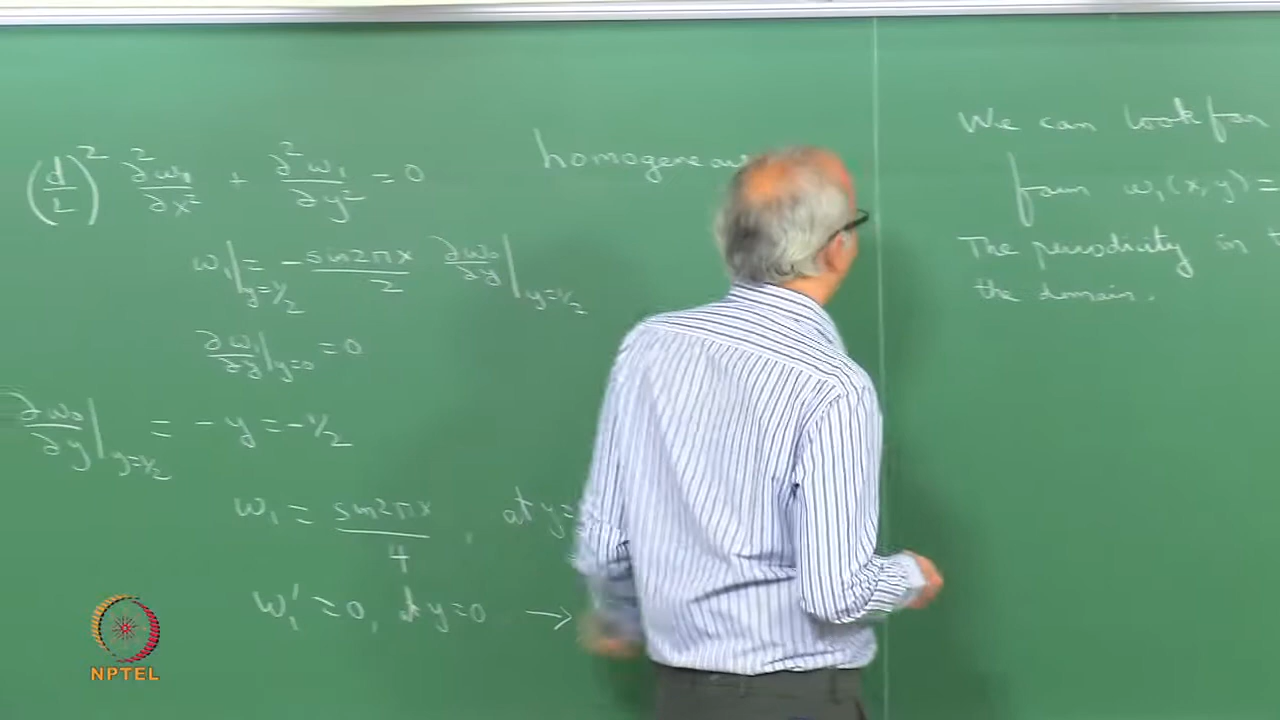 (d/2)² ∂²w₁/∂x² + ∂²w₁/∂y² = 0
homogeneou
w₁|y=1/2 = -sin2πx/2 ∂w₀/∂y|y=1/2
∂w₁/∂y|y=0 = 0
∂w₀/∂y|y=1/2 = -y = -1/2
w₁ = sin2πx/4 , at y=
w₁' = 0, at y=0 →
We can look for
form w₁(x,y) =
The periodicity in
the domain.
NPTEL